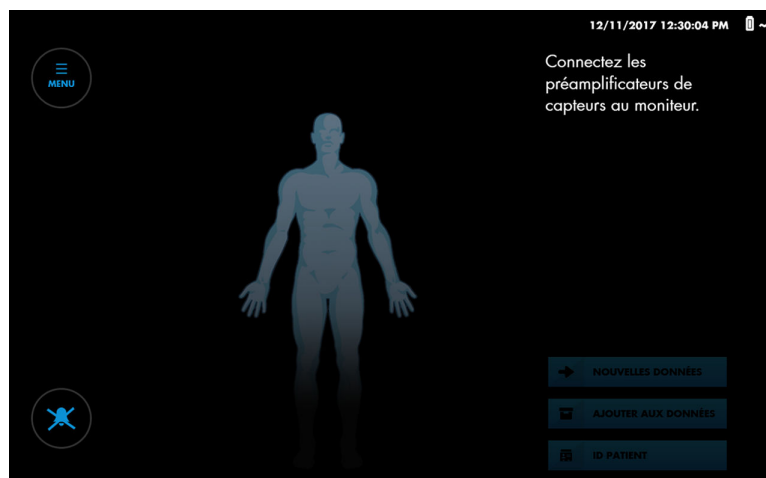 12/11/2017 12:30:04 PM
MENU
Connectez les
préamplificateurs de
capteurs au moniteur.
NOUVELLES DONNÉES
AJOUTER AUX DONNÉES
ID PATIENT